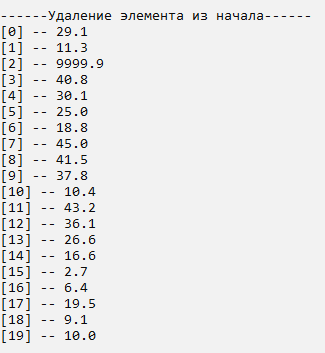 ------Удаление элемента из начала------
[0] -- 29.1
[1] -- 11.3
[2] -- 9999.9
[3] -- 40.8
[4] -- 30.1
[5] -- 25.0
[6] -- 18.8
[7] -- 45.0
[8] -- 41.5
[9] -- 37.8
[10] -- 10.4
[11] -- 43.2
[12] -- 36.1
[13] -- 26.6
[14] -- 16.6
[15] -- 2.7
[16] -- 6.4
[17] -- 19.5
[18] -- 9.1
[19] -- 10.0